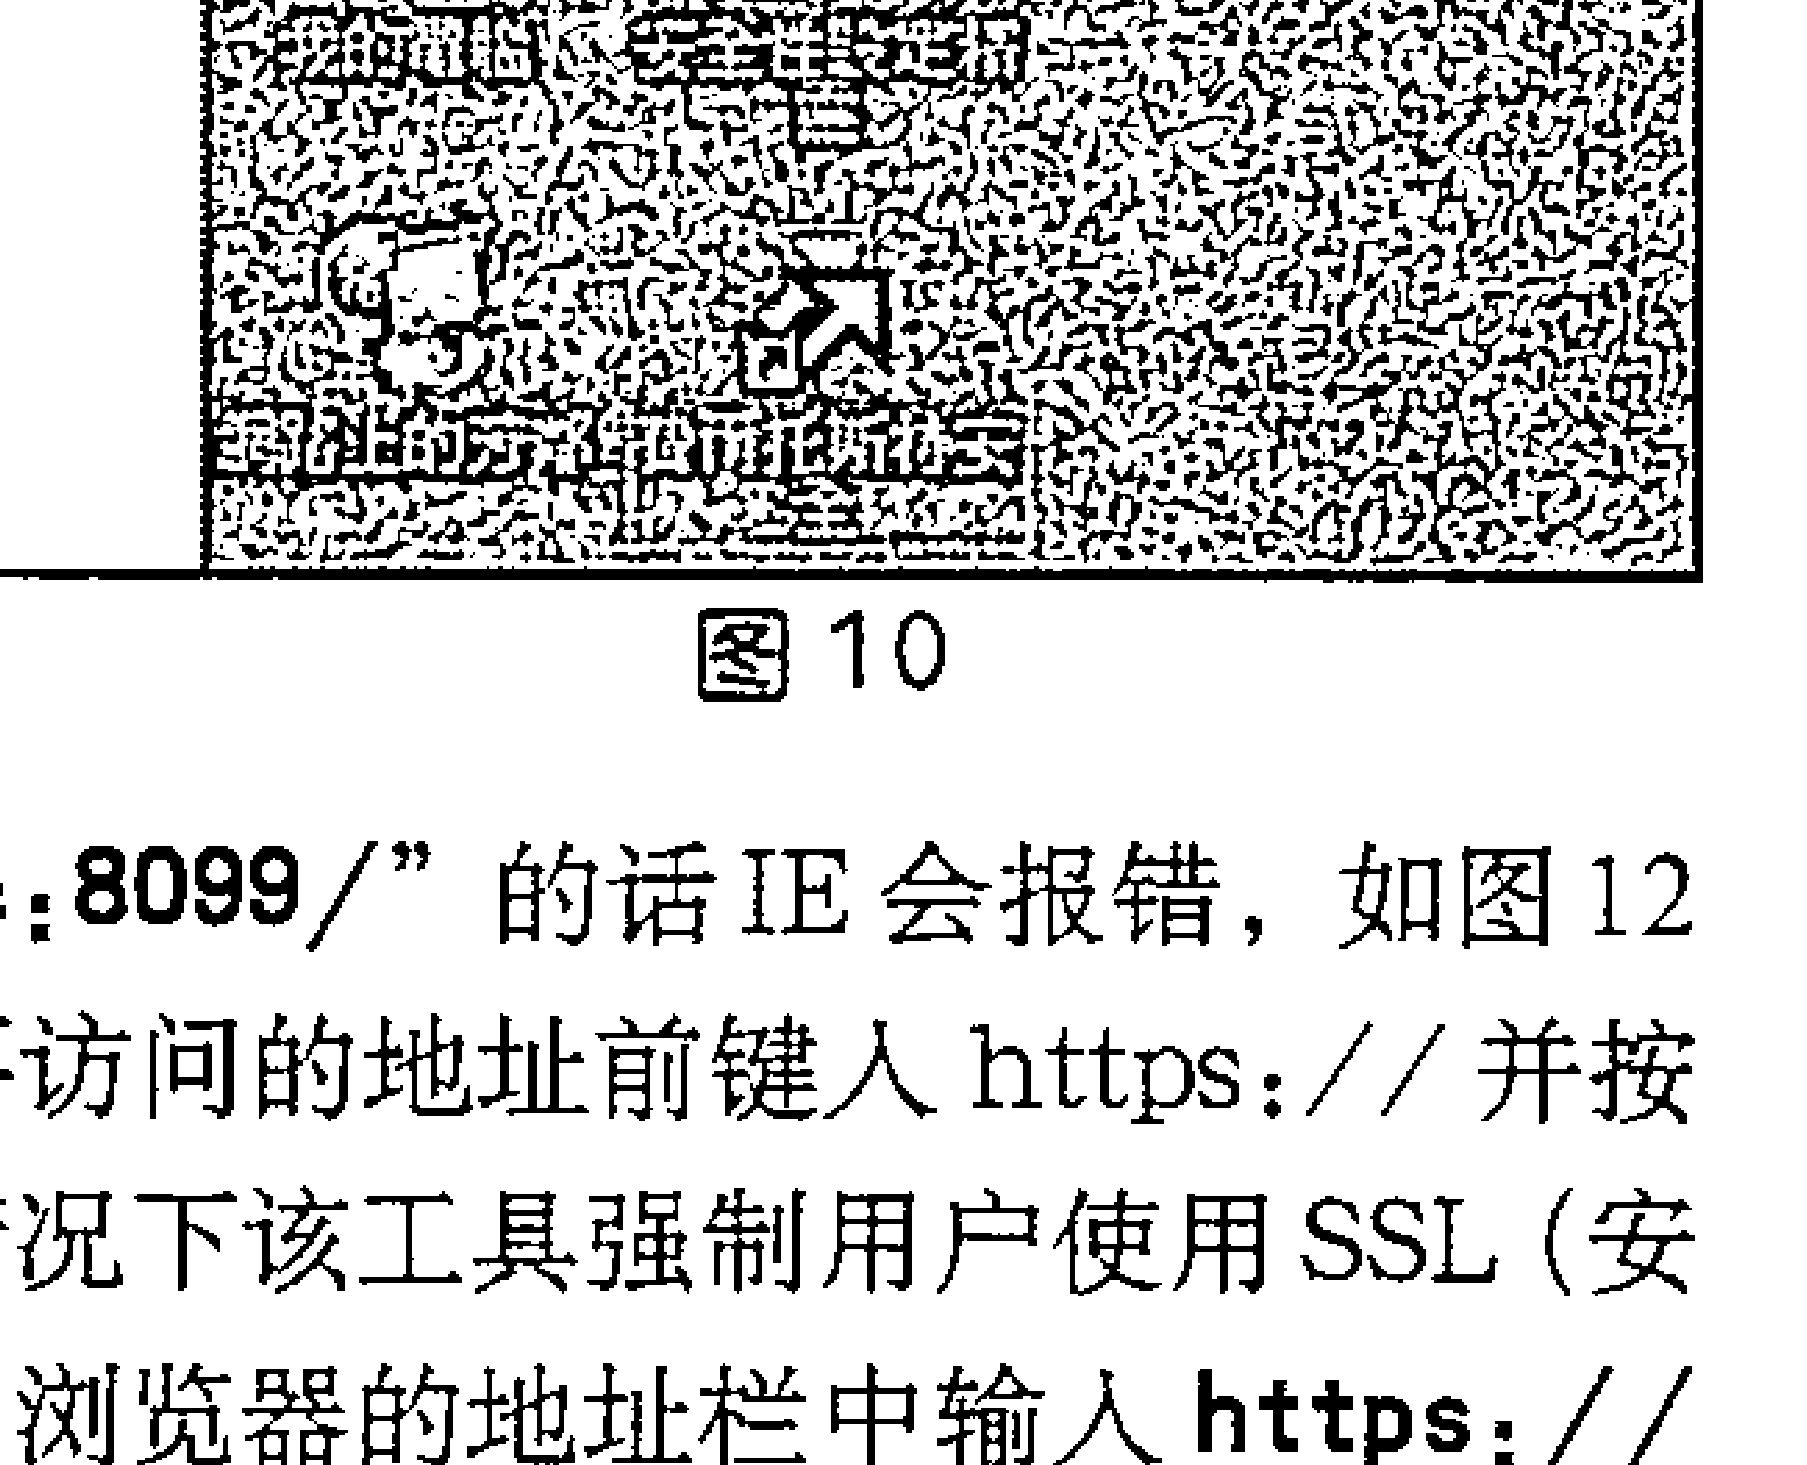 图 10
:8099/” 的话 IE 会报错，如图 12
访问的地址前键人 https：// 并按
况下该工具强制用户使用 SSL（安
浏览器的地址栏中输人 https：//